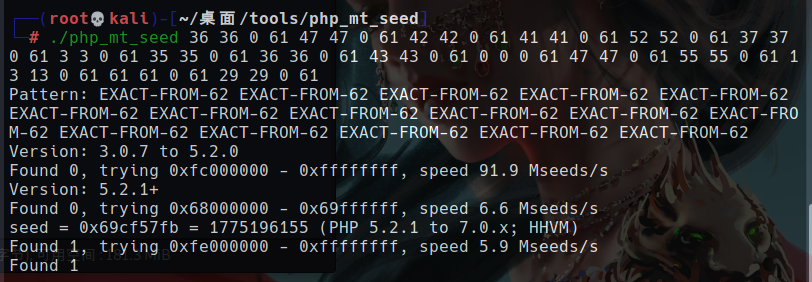 ┌──(root💀kali)-[~/桌面/tools/php_mt_seed]
└─# ./php_mt_seed 36 36 0 61 47 47 0 61 42 42 0 61 41 41 0 61 52 52 0 61 37 37
0 61 3 3 0 61 35 35 0 61 36 36 0 61 43 43 0 61 0 0 0 61 47 47 0 61 55 55 0 61 1
3 13 0 61 61 61 0 61 29 29 0 61
Pattern: EXACT-FROM-62 EXACT-FROM-62 EXACT-FROM-62 EXACT-FROM-62 EXACT-FROM-62
EXACT-FROM-62 EXACT-FROM-62 EXACT-FROM-62 EXACT-FROM-62 EXACT-FROM-62 EXACT-FRO
M-62 EXACT-FROM-62 EXACT-FROM-62 EXACT-FROM-62 EXACT-FROM-62 EXACT-FROM-62
Version: 3.0.7 to 5.2.0
Found 0, trying 0xfc000000 - 0xffffffff, speed 91.9 Mseeds/s
Version: 5.2.1+
Found 0, trying 0x68000000 - 0x69ffffff, speed 6.6 Mseeds/s
seed = 0x69cf57fb = 1775196155 (PHP 5.2.1 to 7.0.x; HHVM)
Found 1, trying 0xfe000000 - 0xffffffff, speed 5.9 Mseeds/s
Found 1